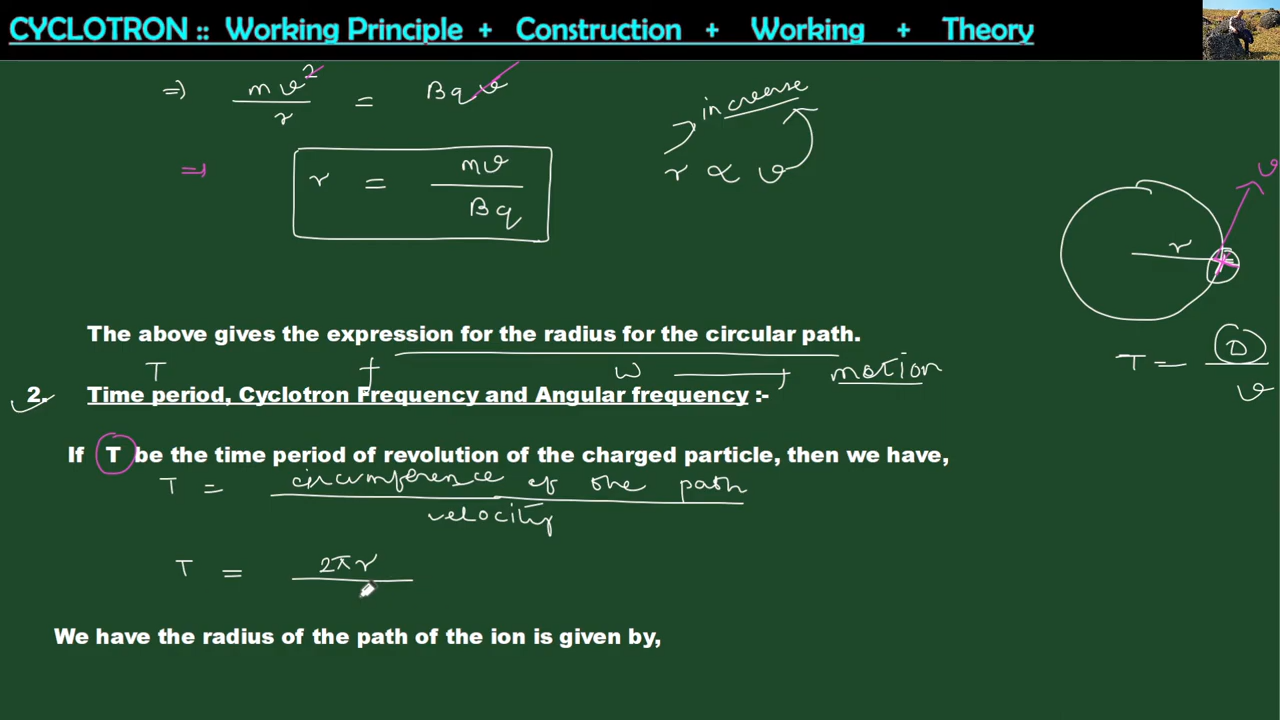 CYCLOTRON :: Working Principle + Construction + Working + Theory
=) mv² / r = Bqv
increase
r ∝ v
=) r = mv / Bq
v
r
The above gives the expression for the radius for the circular path.
T = D / v
T f ω motion
2. Time period, Cyclotron Frequency and Angular frequency :-
If T be the time period of revolution of the charged particle, then we have,
T = circumference of the path / velocity
T = 2πr
We have the radius of the path of the ion is given by,